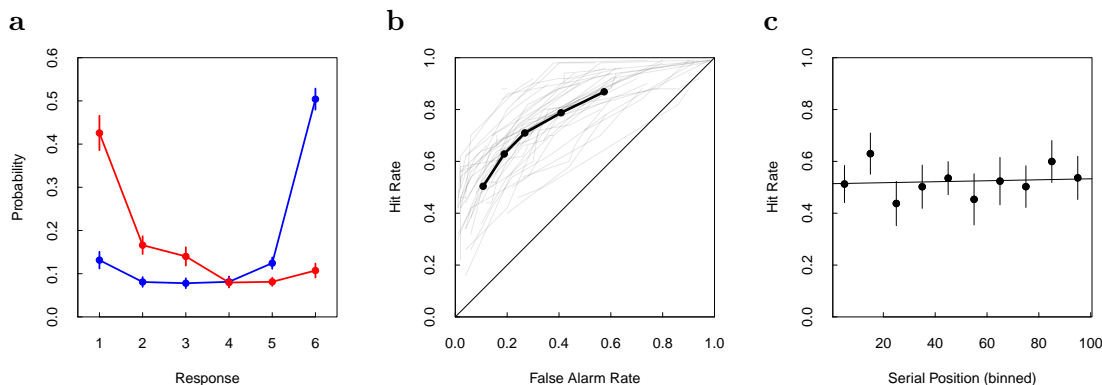 a
Probability
0.0 0.1 0.2 0.3 0.4 0.5 0.6
1 2 3 4 5 6
Response
b
Hit Rate
0.0 0.2 0.4 0.6 0.8 1.0
0.0 0.2 0.4 0.6 0.8 1.0
False Alarm Rate
c
Hit Rate
0.0 0.2 0.4 0.6 0.8 1.0
20 40 60 80 100
Serial Position (binned)